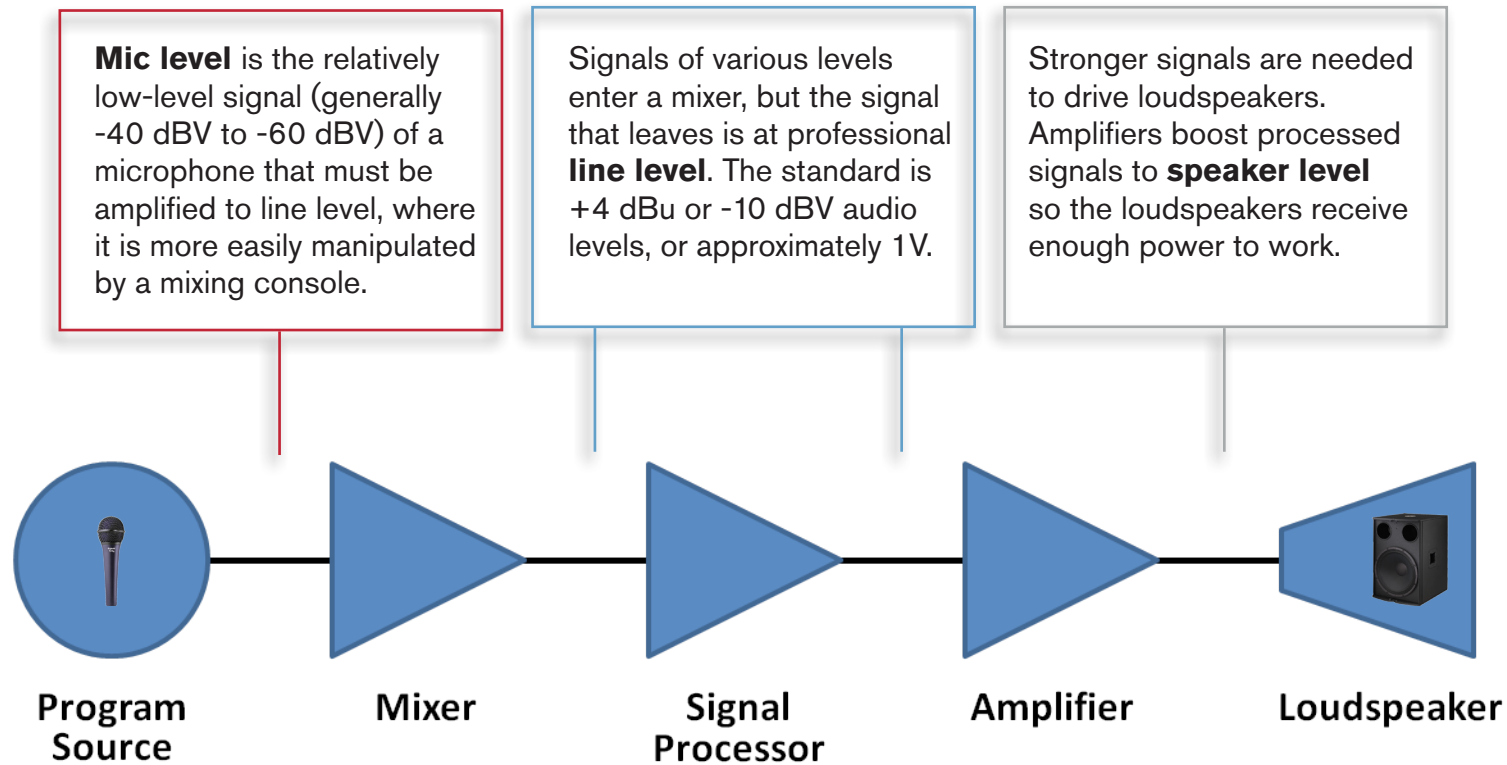 Mic level is the relatively
low-level signal (generally
-40 dBV to -60 dBV) of a
microphone that must be
amplified to line level, where
it is more easily manipulated
by a mixing console.
Signals of various levels
enter a mixer, but the signal
that leaves is at professional
line level. The standard is
+4 dBu or -10 dBV audio
levels, or approximately 1V.
Stronger signals are needed
to drive loudspeakers.
Amplifiers boost processed
signals to speaker level
so the loudspeakers receive
enough power to work.
Program
Source
Mixer
Signal
Processor
Amplifier
Loudspeaker